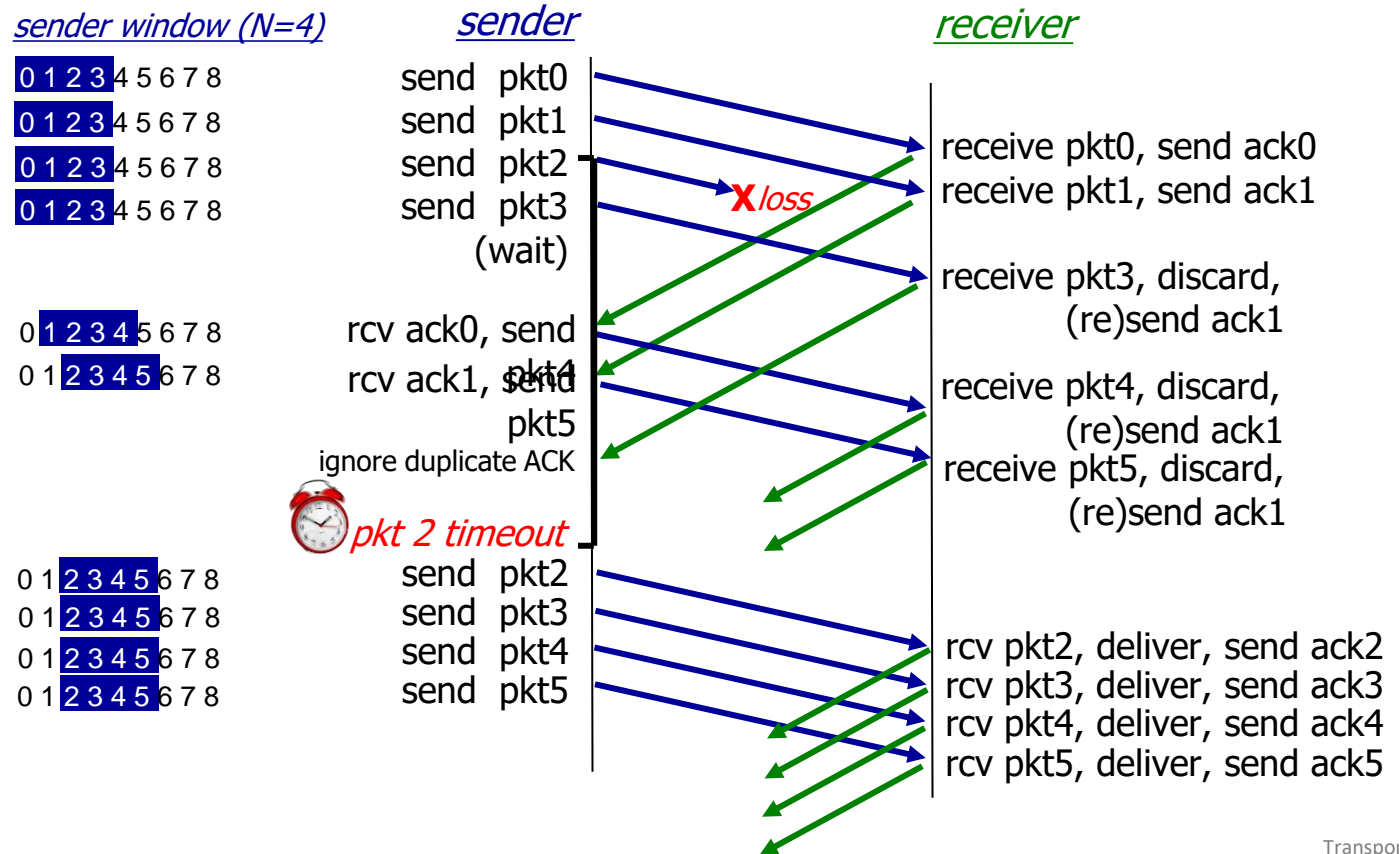 sender window (N=4)
sender
receiver
0 1 2 3 4 5 6 7 8
send pkt0
0 1 2 3 4 5 6 7 8
send pkt1
receive pkt0, send ack0
0 1 2 3 4 5 6 7 8
send pkt2
receive pkt1, send ack1
0 1 2 3 4 5 6 7 8
send pkt3
X loss
(wait)
receive pkt3, discard,
(re)send ack1
0 1 2 3 4 5 6 7 8
rcv ack0, send
pkt4
0 1 2 3 4 5 6 7 8
rcv ack1, send
pkt5
receive pkt4, discard,
(re)send ack1
ignore duplicate ACK
receive pkt5, discard,
(re)send ack1
pkt 2 timeout
0 1 2 3 4 5 6 7 8
send pkt2
0 1 2 3 4 5 6 7 8
send pkt3
0 1 2 3 4 5 6 7 8
send pkt4
0 1 2 3 4 5 6 7 8
send pkt5
rcv pkt2, deliver, send ack2
rcv pkt3, deliver, send ack3
rcv pkt4, deliver, send ack4
rcv pkt5, deliver, send ack5
Transpor